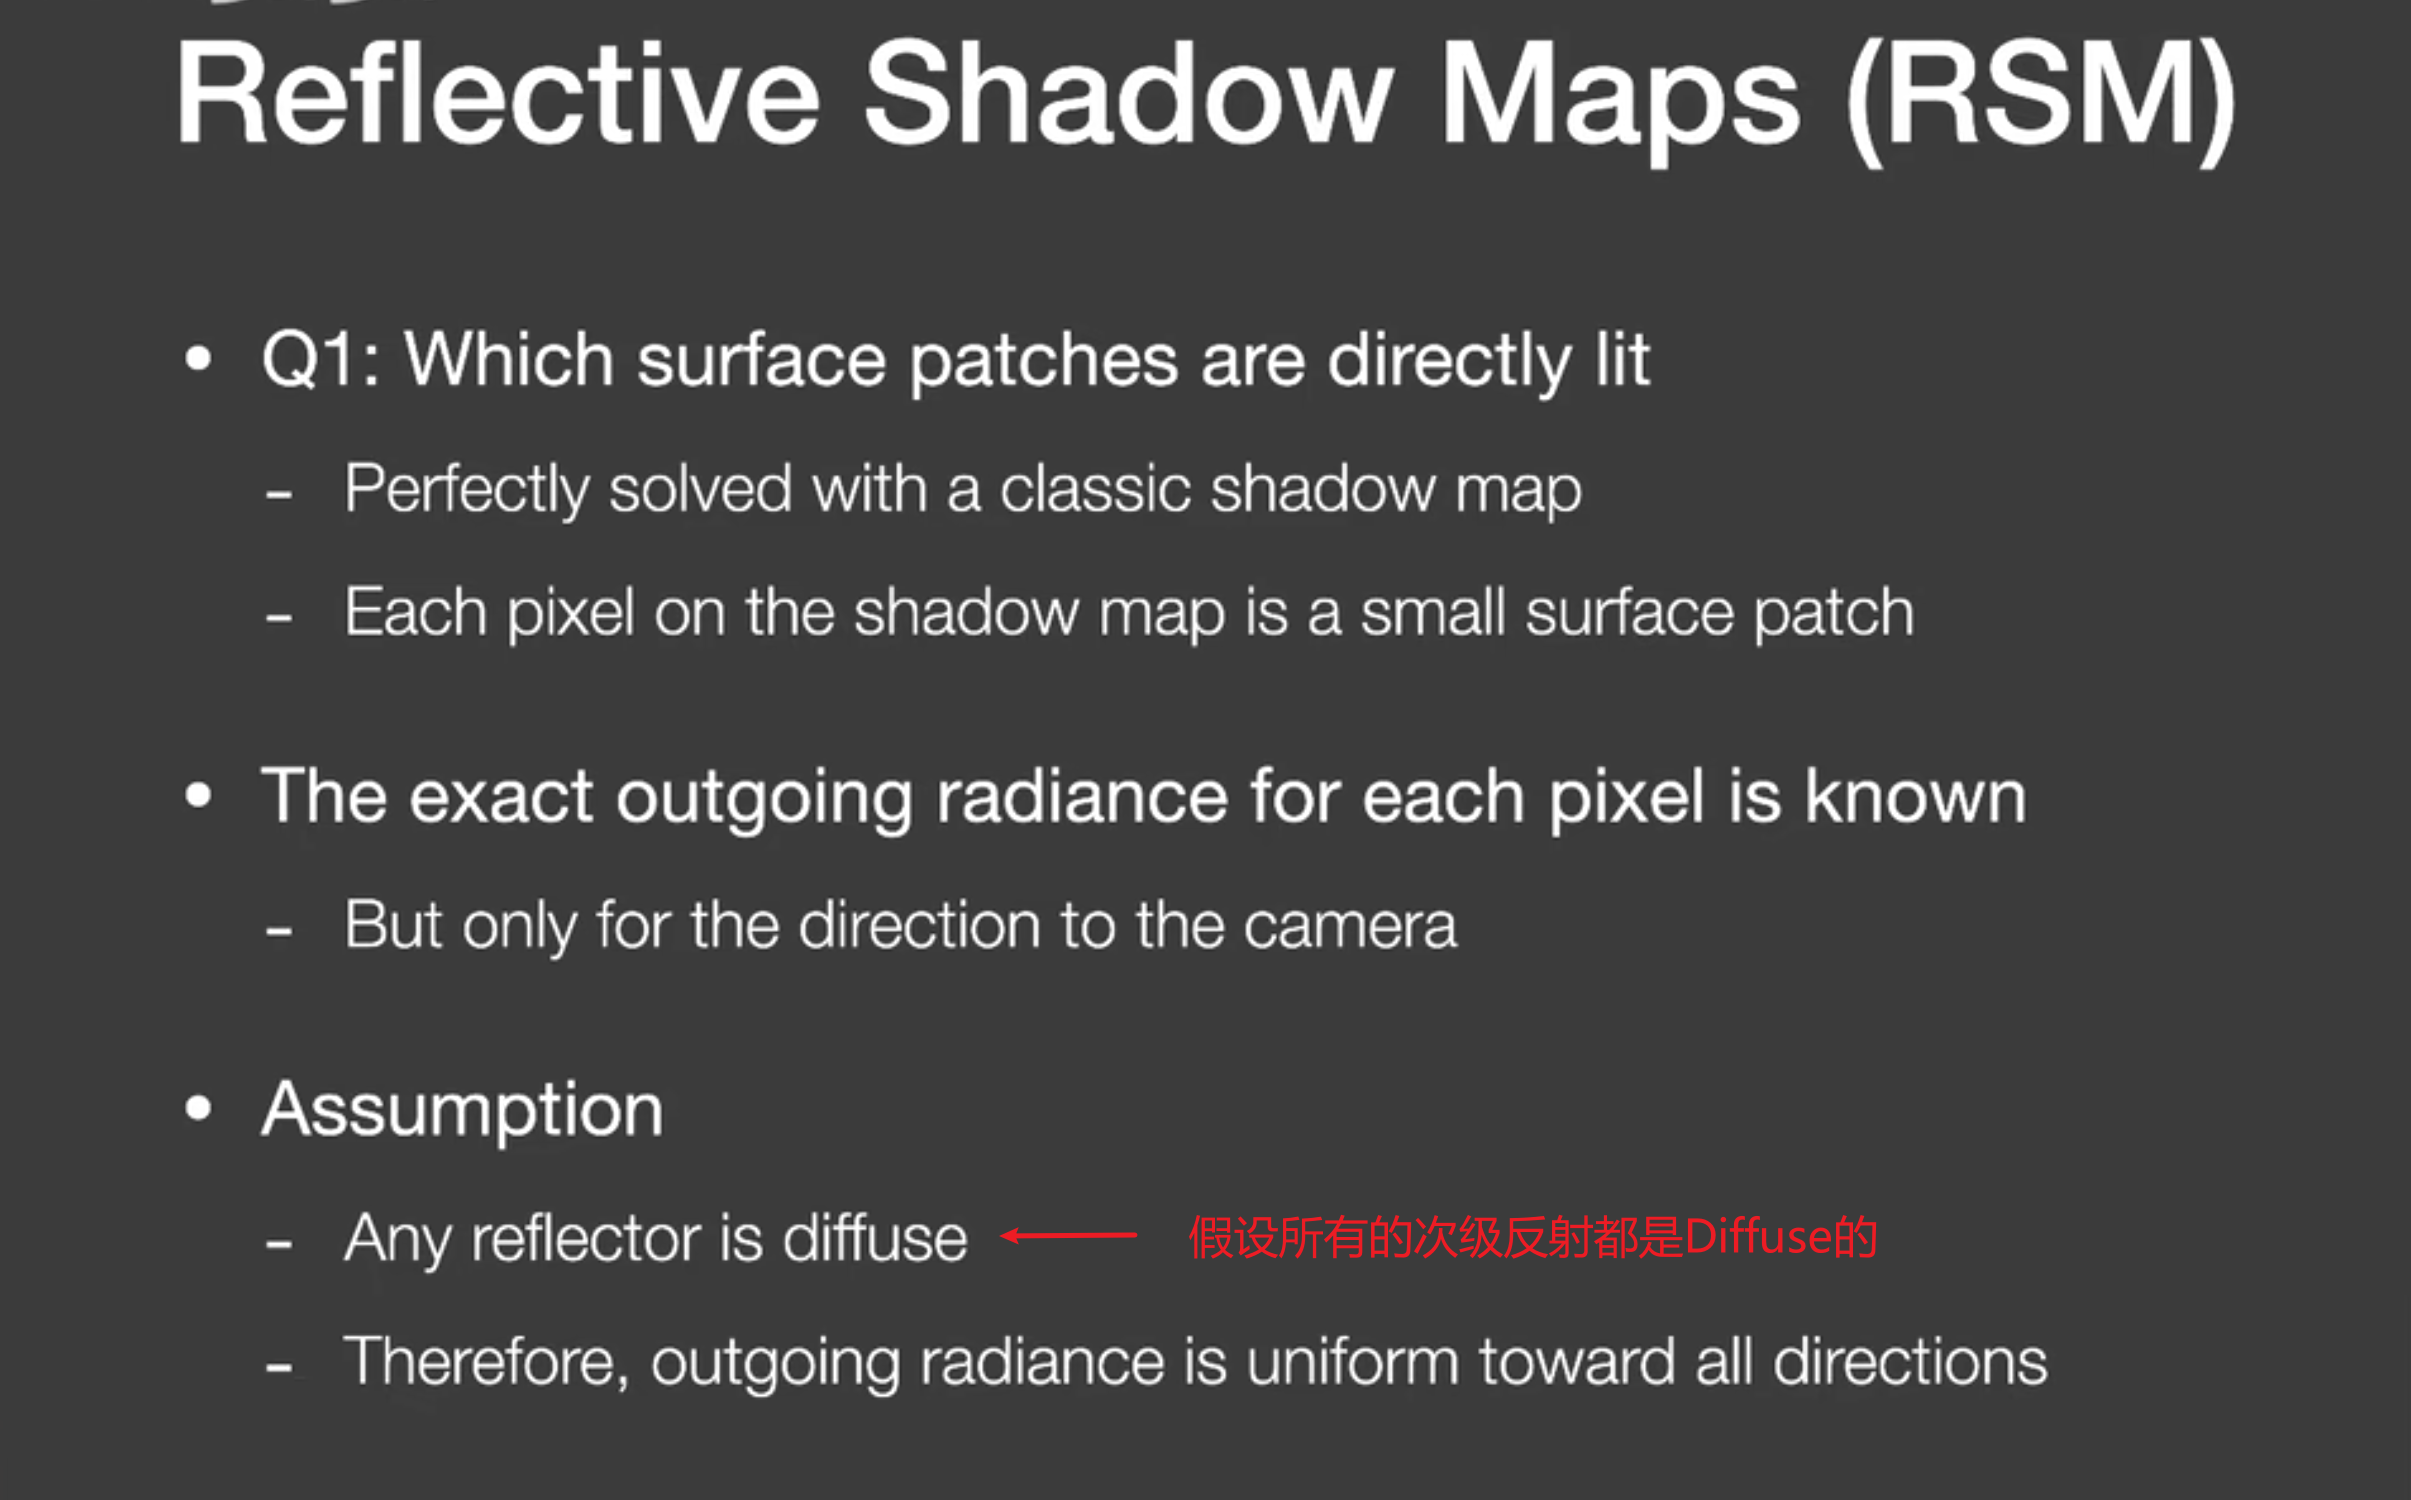 Reflective Shadow Maps (RSM)
• Q1: Which surface patches are directly lit
- Perfectly solved with a classic shadow map
- Each pixel on the shadow map is a small surface patch
• The exact outgoing radiance for each pixel is known
- But only for the direction to the camera
• Assumption
- Any reflector is diffuse 假设所有的次级反射都是Diffuse的
- Therefore, outgoing radiance is uniform toward all directions